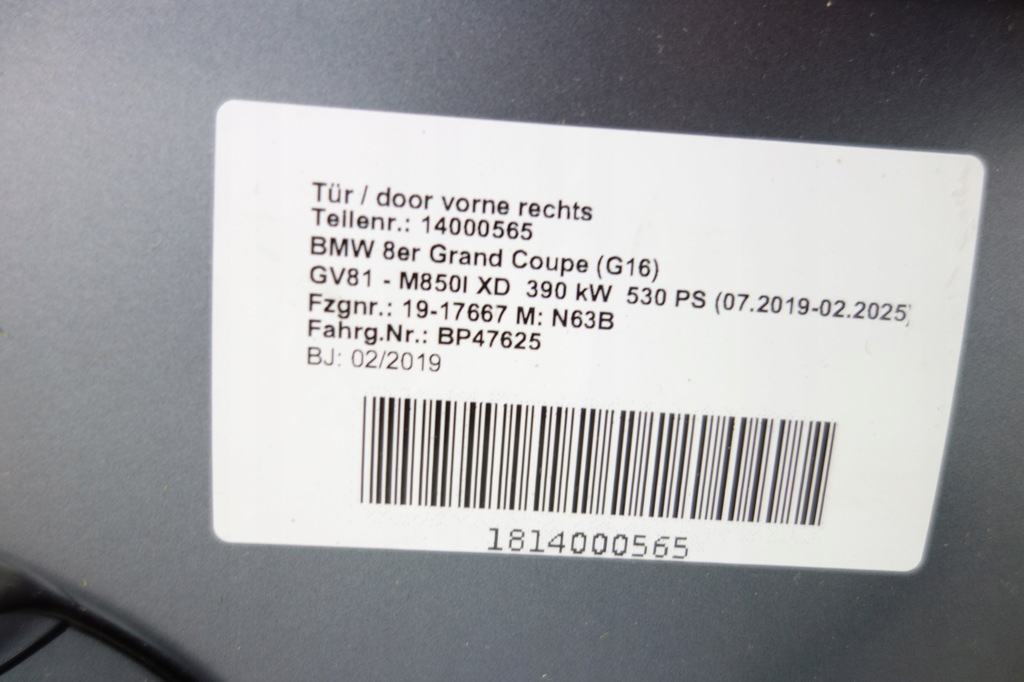 Tür / door vorne rechts
Teilenr.: 14000565
BMW 8er Grand Coupe (G16)
GV81 - M850I XD  390 kW  530 PS (07.2019-02.2025)
Fzgnr.: 19-17667 M: N63B
Fahrg.Nr.: BP47625
BJ: 02/2019
1814000565